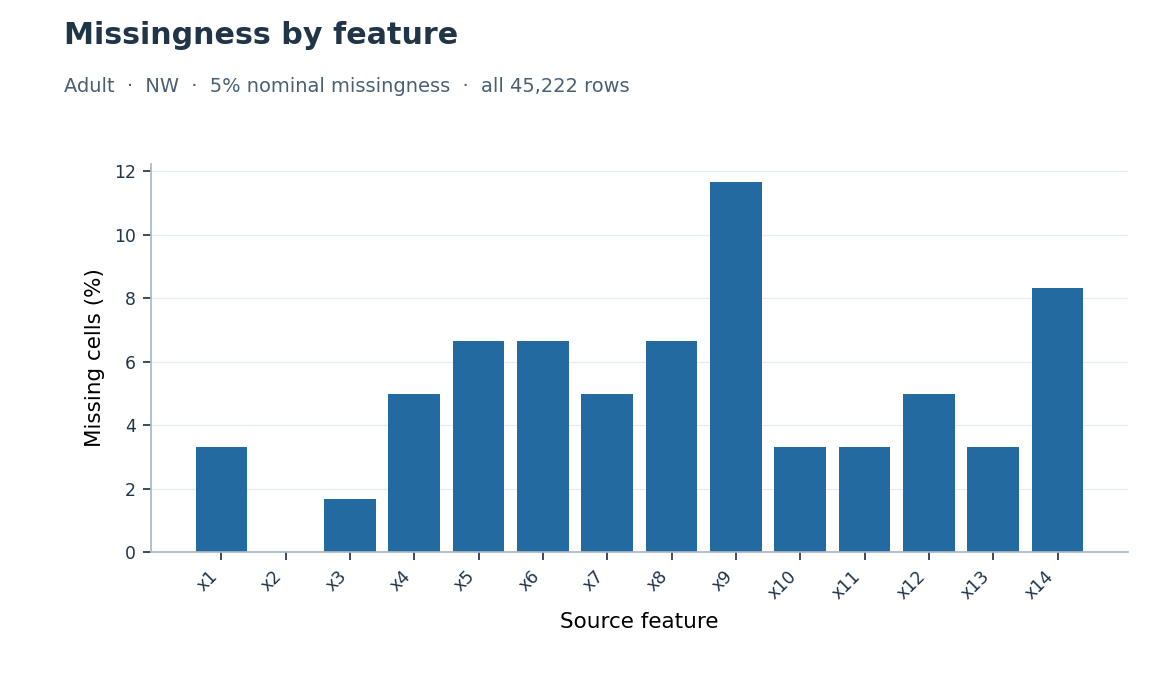 Missingness by feature
Adult · NW · 5% nominal missingness · all 45,222 rows
12
10
8
6
4
2
0
Missing cells (%)
x1 x2 x3 x4 x5 x6 x7 x8 x9 x10 x11 x12 x13 x14
Source feature